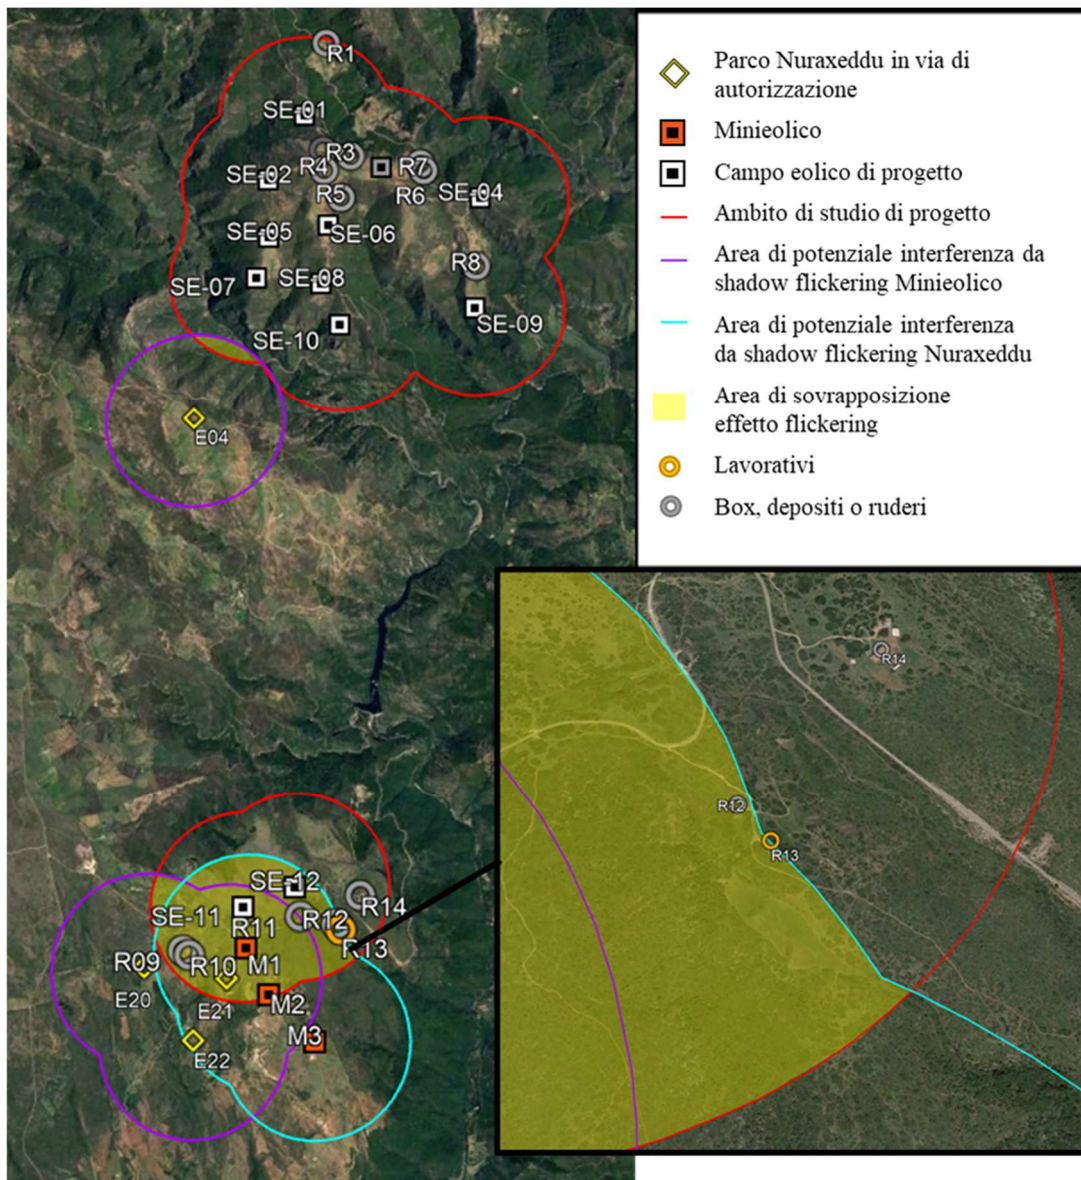 R1
SE-01
R3
R4
R7
SE-02
R5
R6
SE-04
SE-05
SE-06
R8
SE-07
SE-08
SE-09
SE-10
E04
SE-12
R14
SE-11
R11
R12
R13
R09
R10
M1
E20
E21
M2
M3
E22
Parco Nuraxeddu in via di
autorizzazione
Minieolico
Campo eolico di progetto
Ambito di studio di progetto
Area di potenziale interferenza da
shadow flickering Minieolico
Area di potenziale interferenza
da shadow flickering Nuraxeddu
Area di sovrapposizione
effetto flickering
Lavorativi
Box, depositi o ruderi
R14
R12
R13